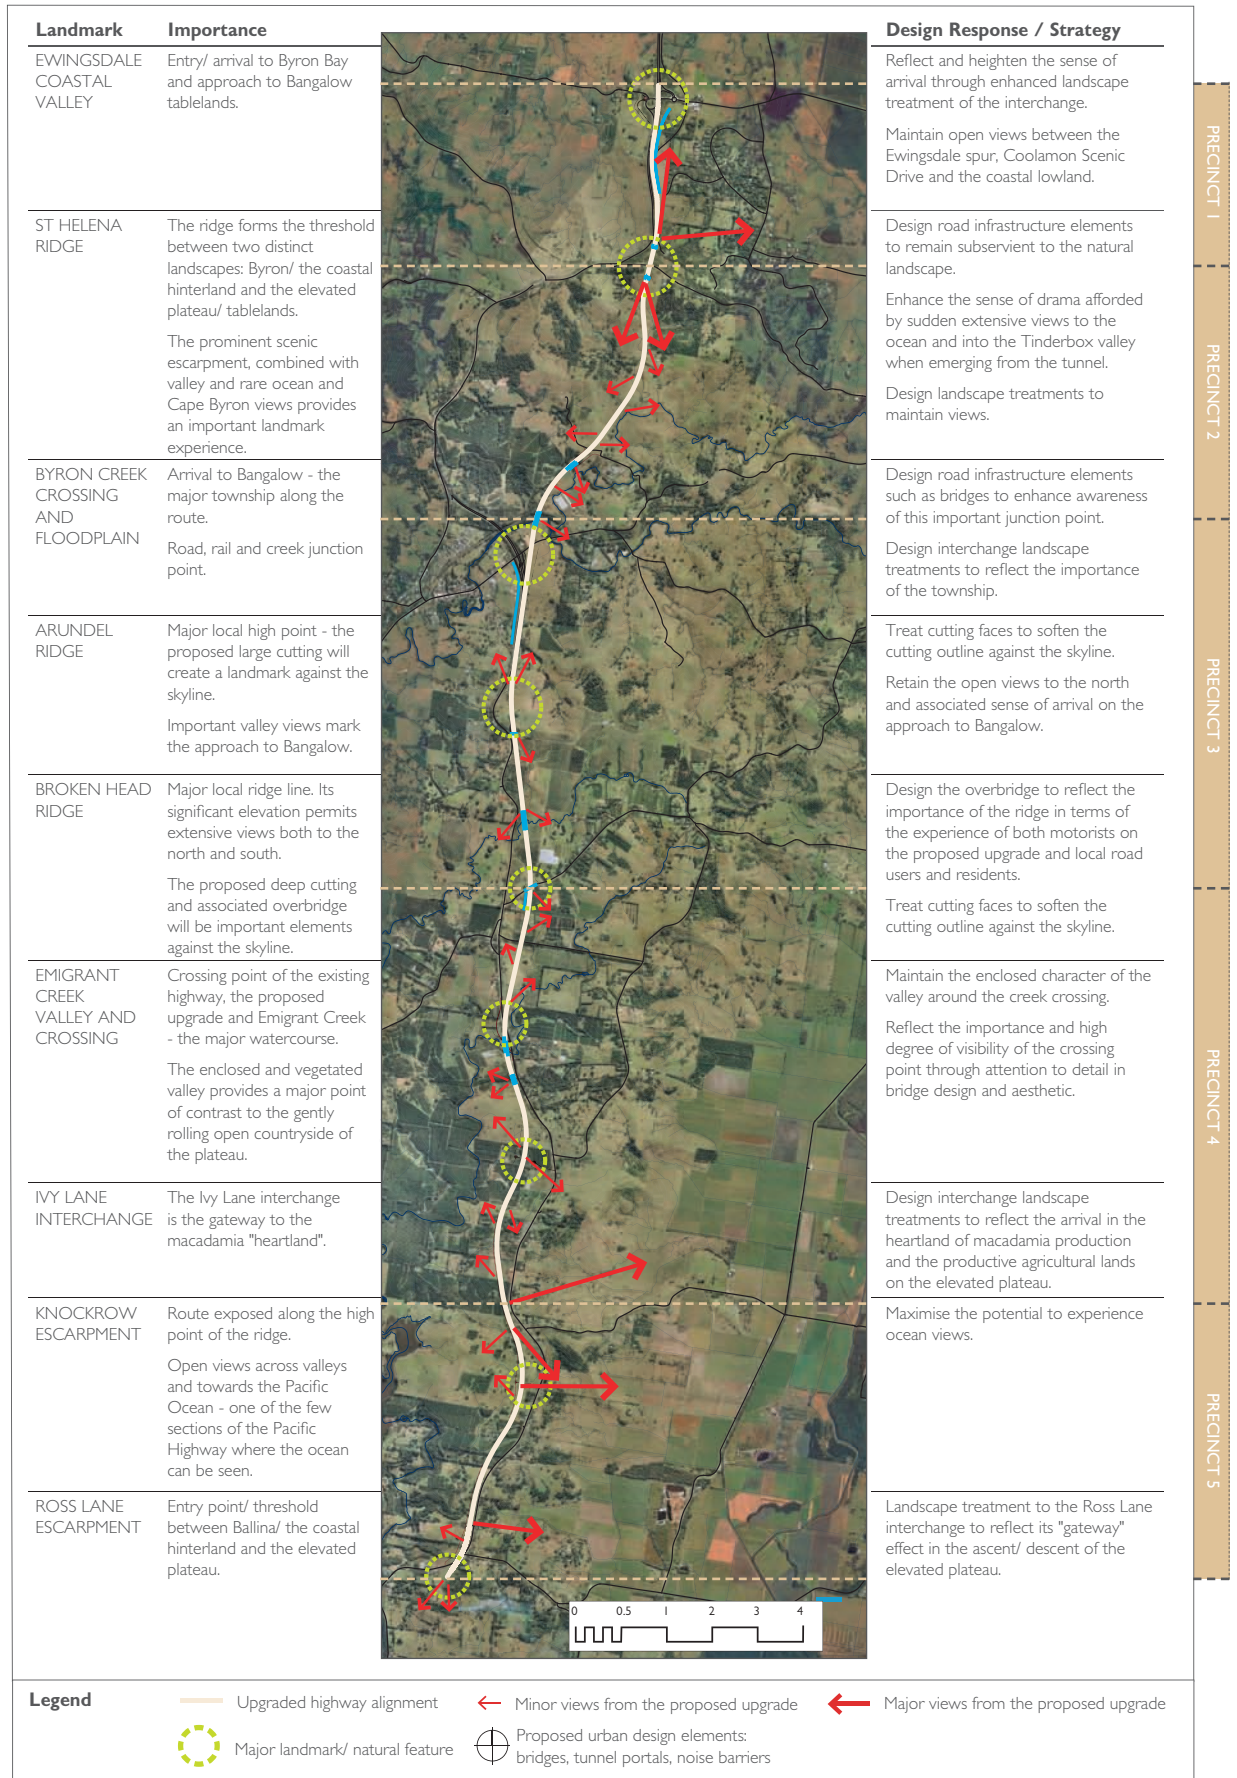 Landmark
Importance
Design Response / Strategy
EWINGSDALE
COASTAL
VALLEY
Entry/ arrival to Byron Bay
and approach to Bangalow
tablelands.
Reflect and heighten the sense of
arrival through enhanced landscape
treatment of the interchange.
Maintain open views between the
Ewingsdale spur, Coolamon Scenic
Drive and the coastal lowland.
ST HELENA
RIDGE
The ridge forms the threshold
between two distinct
landscapes: Byron/ the coastal
hinterland and the elevated
plateau/ tablelands.
The prominent scenic
escarpment, combined with
valley and rare ocean and
Cape Byron views provides
an important landmark
experience.
Design road infrastructure elements
to remain subservient to the natural
landscape.
Enhance the sense of drama afforded
by sudden extensive views to the
ocean and into the Tinderbox valley
when emerging from the tunnel.
Design landscape treatments to
maintain views.
BYRON CREEK
CROSSING
AND
FLOODPLAIN
Arrival to Bangalow - the
major township along the
route.
Road, rail and creek junction
point.
Design road infrastructure elements
such as bridges to enhance awareness
of this important junction point.
Design interchange landscape
treatments to reflect the importance
of the township.
ARUNDEL
RIDGE
Major local high point - the
proposed large cutting will
create a landmark against the
skyline.
Important valley views mark
the approach to Bangalow.
Treat cutting faces to soften the
cutting outline against the skyline.
Retain the open views to the north
and associated sense of arrival on the
approach to Bangalow.
BROKEN HEAD
RIDGE
Major local ridge line. Its
significant elevation permits
extensive views both to the
north and south.
The proposed deep cutting
and associated overbridge
will be important elements
against the skyline.
Design the overbridge to reflect the
importance of the ridge in terms of
the experience of both motorists on
the proposed upgrade and local road
users and residents.
Treat cutting faces to soften the
cutting outline against the skyline.
EMIGRANT
CREEK
VALLEY AND
CROSSING
Crossing point of the existing
highway, the proposed
upgrade and Emigrant Creek
- the major watercourse.
The enclosed and vegetated
valley provides a major point
of contrast to the gently
rolling open countryside of
the plateau.
Maintain the enclosed character of the
valley around the creek crossing.
Reflect the importance and high
degree of visibility of the crossing
point through attention to detail in
bridge design and aesthetic.
IVY LANE
INTERCHANGE
The Ivy Lane interchange
is the gateway to the
macadamia "heartland".
Design interchange landscape
treatments to reflect the arrival in the
heartland of macadamia production
and the productive agricultural lands
on the elevated plateau.
KNOCKROW
ESCARPMENT
Route exposed along the high
point of the ridge.
Open views across valleys
and towards the Pacific
Ocean - one of the few
sections of the Pacific
Highway where the ocean
can be seen.
Maximise the potential to experience
ocean views.
ROSS LANE
ESCARPMENT
Entry point/ threshold
between Ballina/ the coastal
hinterland and the elevated
plateau.
Landscape treatment to the Ross Lane
interchange to reflect its "gateway"
effect in the ascent/ descent of the
elevated plateau.
PRECINCT 1
PRECINCT 2
PRECINCT 3
PRECINCT 4
PRECINCT 5
0 0.5 1 2 3 4
Legend
Upgraded highway alignment
Minor views from the proposed upgrade
Major views from the proposed upgrade
Major landmark/ natural feature
Proposed urban design elements:
bridges, tunnel portals, noise barriers